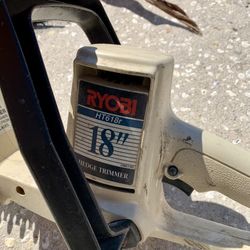 RYOBI
HT618r
18"
HEDGE TRIMMER